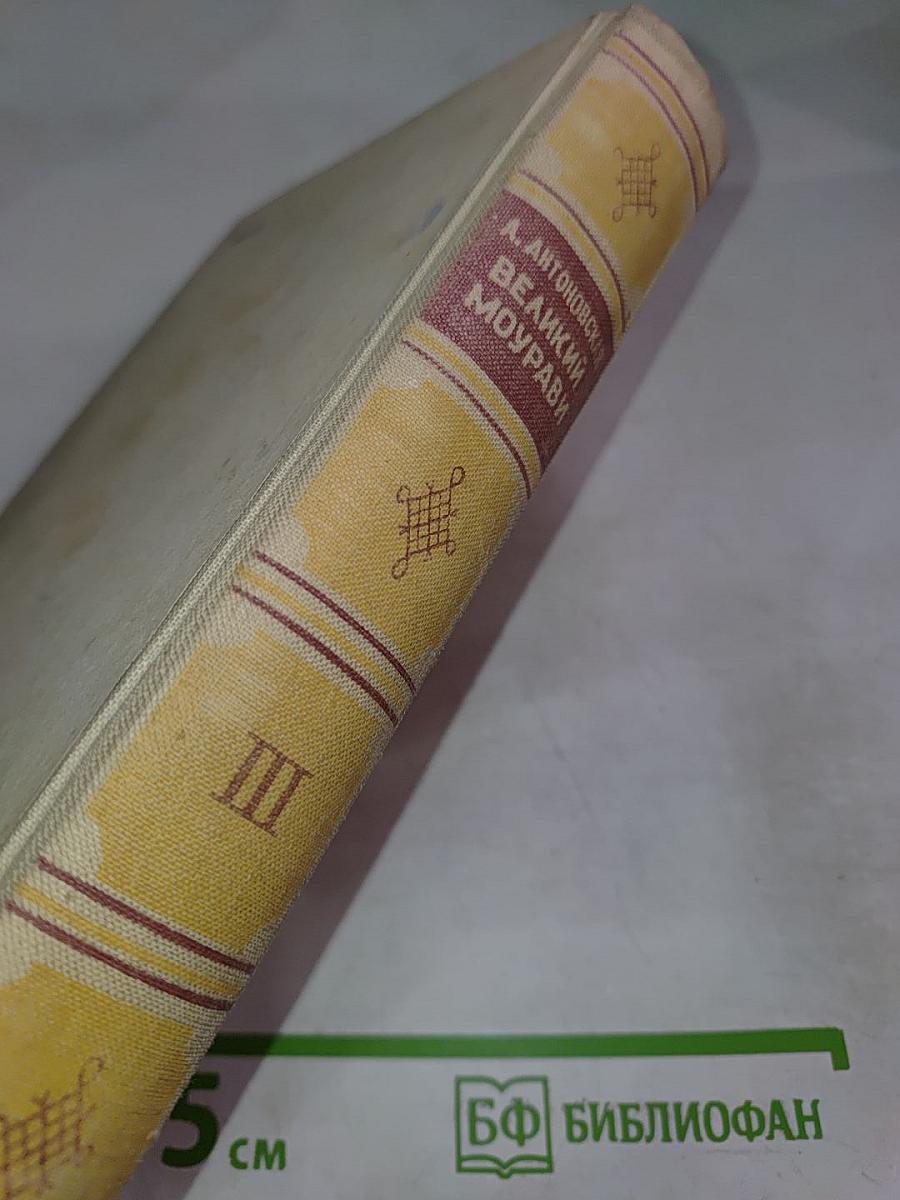 А. АНТОНОВСКАЯ
ВЕЛИКИЙ
МОУРАВИ
III
5 см
БФ БИБЛИОФАН